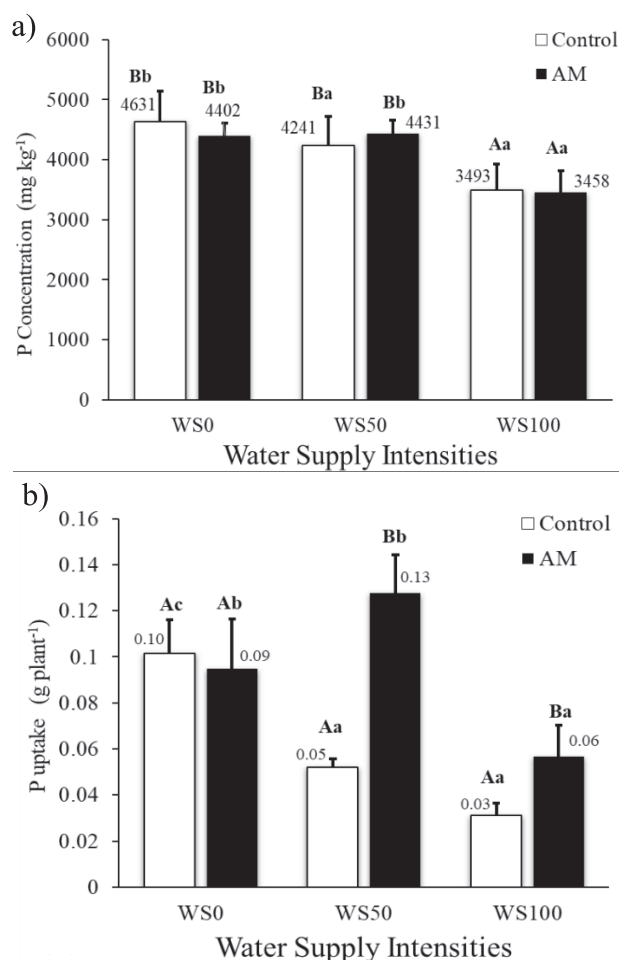 a)
6000
5000
4000
3000
2000
1000
0
P Concentration (mg kg-1)
Control
AM
Bb
4631
Bb
4402
Ba
4241
Bb
4431
Aa
3493
Aa
3458
WS0 WS50 WS100
Water Supply Intensities
b)
0.16
0.14
0.12
0.1
0.08
0.06
0.04
0.02
0
P uptake (g plant-1)
Control
AM
Ac
0.10
Ab
0.09
Aa
0.05
Bb
0.13
Aa
0.03
Ba
0.06
WS0 WS50 WS100
Water Supply Intensities